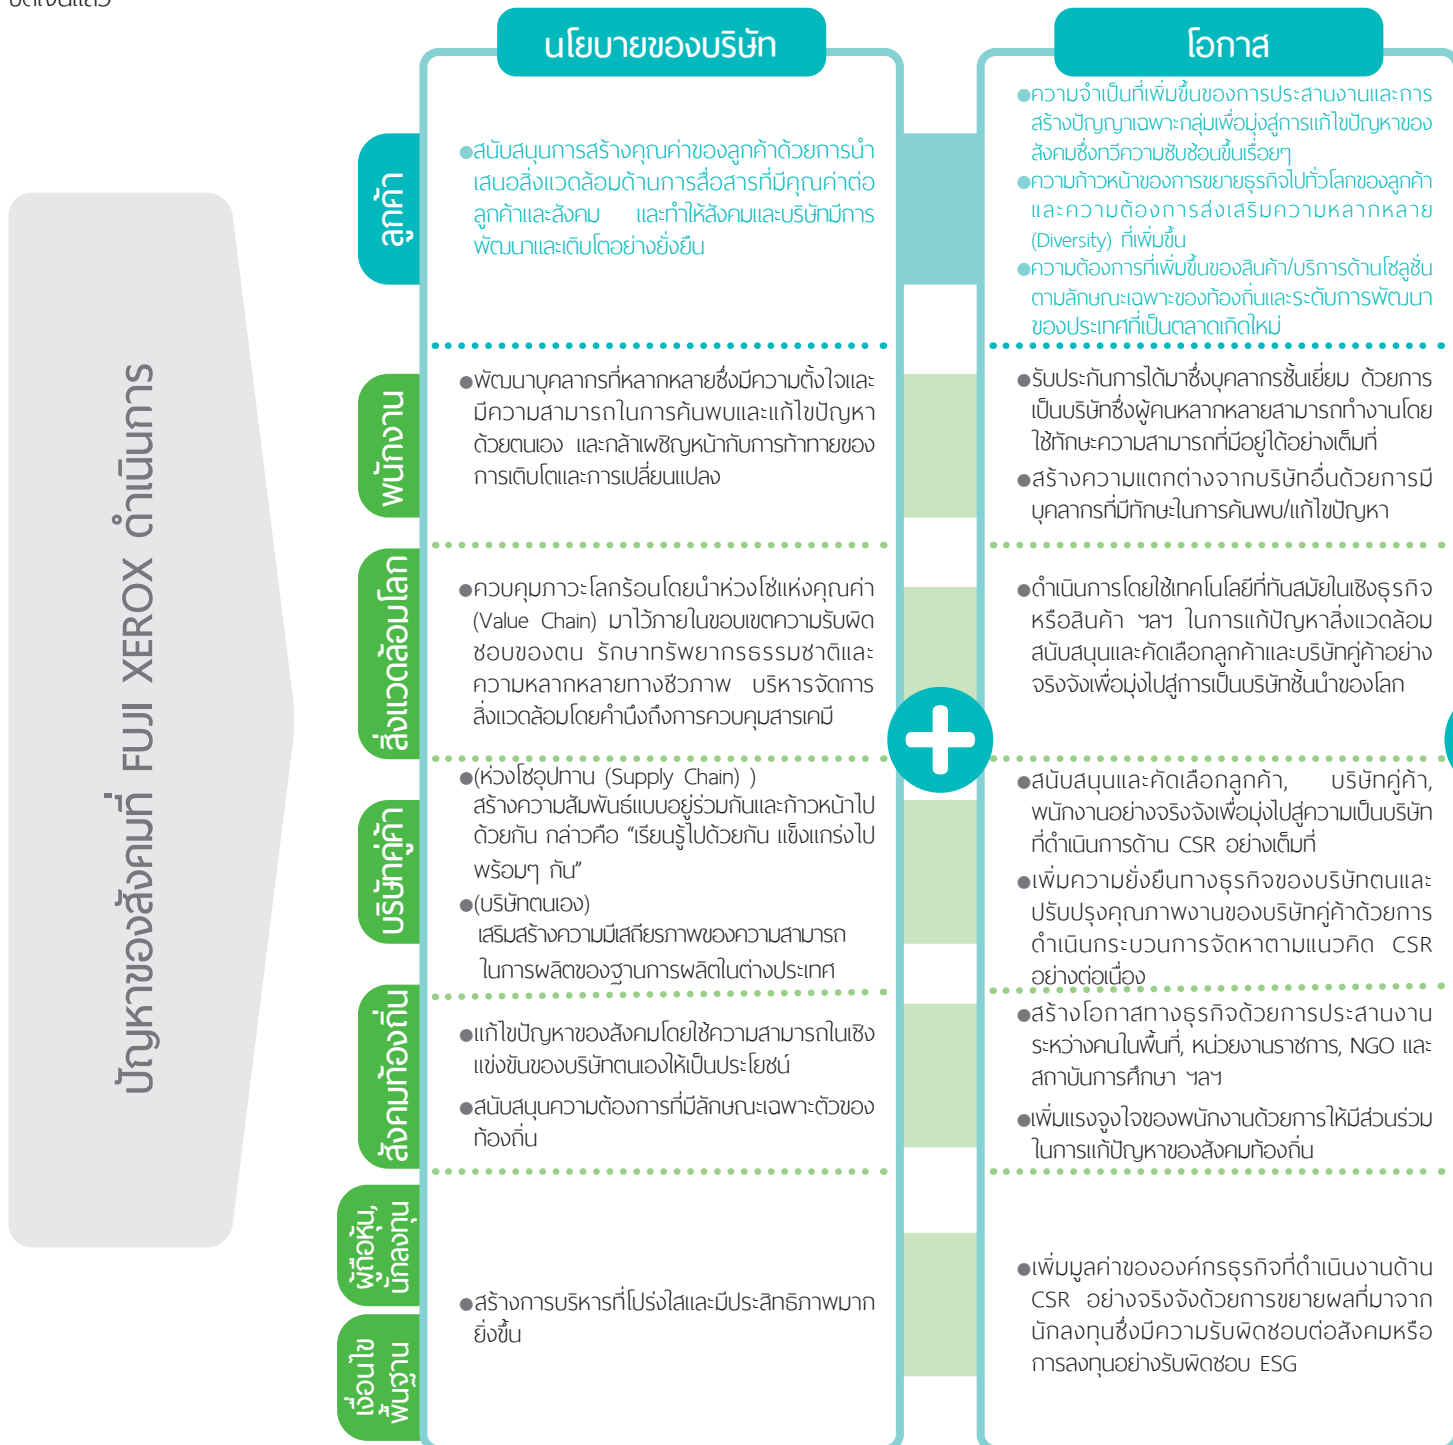 นโยบายของบริษัท
โอกาส
ปัญหาของสังคมที่ FUJI XEROX ดำเนินการ
ลูกค้า
●สนับสนุนการสร้างคุณค่าของลูกค้าด้วยการนำ
เสนอสิ่งแวดล้อมด้านการสื่อสารที่มีคุณค่าต่อ
ลูกค้าและสังคม และทำให้สังคมและบริษัทมีการ
พัฒนาและเติบโตอย่างยั่งยืน
●ความจำเป็นที่เพิ่มขึ้นของการประสานงานและการ
สร้างปัญญาเฉพาะกลุ่มเพื่อมุ่งสู่การแก้ไขปัญหาของ
สังคมซึ่งทวีความซับซ้อนขึ้นเรื่อยๆ
●ความก้าวหน้าของการขยายธุรกิจไปทั่วโลกของลูกค้า
และความต้องการส่งเสริมความหลากหลาย
(Diversity) ที่เพิ่มขึ้น
●ความต้องการที่เพิ่มขึ้นของสินค้า/บริการด้านโซลูชั่น
ตามลักษณะเฉพาะของท้องถิ่นและระดับการพัฒนา
ของประเทศที่เป็นตลาดเกิดใหม่
พนักงาน
●พัฒนาบุคลากรที่หลากหลายซึ่งมีความตั้งใจและ
มีความสามารถในการค้นพบและแก้ไขปัญหา
ด้วยตนเอง และกล้าเผชิญหน้ากับการท้าทายของ
การเติบโตและการเปลี่ยนแปลง
●รับประกันการได้มาซึ่งบุคลากรชั้นเยี่ยม ด้วยการ
เป็นบริษัทซึ่งผู้คนหลากหลายสามารถทำงานโดย
ใช้ทักษะความสามารถที่มีอยู่ได้อย่างเต็มที่
●สร้างความแตกต่างจากบริษัทอื่นด้วยการมี
บุคลากรที่มีทักษะในการค้นพบ/แก้ไขปัญหา
สิ่งแวดล้อมโลก
●ควบคุมภาวะโลกร้อนโดยนำห่วงโซ่แห่งคุณค่า
(Value Chain) มาไว้ภายในขอบเขตความรับผิด
ชอบของตน รักษาทรัพยากรธรรมชาติและ
ความหลากหลายทางชีวภาพ บริหารจัดการ
สิ่งแวดล้อมโดยคำนึงถึงการควบคุมสารเคมี
●ดำเนินการโดยใช้เทคโนโลยีที่ทันสมัยในเชิงธุรกิจ
หรือสินค้า ฯลฯ ในการแก้ปัญหาสิ่งแวดล้อม
สนับสนุนและคัดเลือกลูกค้าและบริษัทคู่ค้าอย่าง
จริงจังเพื่อมุ่งไปสู่การเป็นบริษัทชั้นนำของโลก
บริษัทคู่ค้า
●(ห่วงโซ่อุปทาน (Supply Chain) )
สร้างความสัมพันธ์แบบอยู่ร่วมกันและก้าวหน้าไป
ด้วยกัน กล่าวคือ “เรียนรู้ไปด้วยกัน แข็งแกร่งไป
พร้อมๆ กัน”
●(บริษัทตนเอง)
เสริมสร้างความมีเสถียรภาพของความสามารถ
ในการผลิตของฐานการผลิตในต่างประเทศ
●สนับสนุนและคัดเลือกลูกค้า, บริษัทคู่ค้า,
พนักงานอย่างจริงจังเพื่อมุ่งไปสู่ความเป็นบริษัท
ที่ดำเนินการด้าน CSR อย่างเต็มที่
●เพิ่มความยั่งยืนทางธุรกิจของบริษัทตนและ
ปรับปรุงคุณภาพงานของบริษัทคู่ค้าด้วยการ
ดำเนินกระบวนการจัดหาตามแนวคิด CSR
อย่างต่อเนื่อง
สังคมท้องถิ่น
●แก้ไขปัญหาของสังคมโดยใช้ความสามารถในเชิง
แข่งขันของบริษัทตนเองให้เป็นประโยชน์
●สนับสนุนความต้องการที่มีลักษณะเฉพาะตัวของ
ท้องถิ่น
●สร้างโอกาสทางธุรกิจด้วยการประสานงาน
ระหว่างคนในพื้นที่, หน่วยงานราชการ, NGO และ
สถาบันการศึกษา ฯลฯ
●เพิ่มแรงจูงใจของพนักงานด้วยการให้มีส่วนร่วม
ในการแก้ปัญหาของสังคมท้องถิ่น
ผู้ถือหุ้น,
นักลงทุน
เงื่อนไข
พื้นฐาน
●สร้างการบริหารที่โปร่งใสและมีประสิทธิภาพมาก
ยิ่งขึ้น
●เพิ่มมูลค่าขององค์กรธุรกิจที่ดำเนินงานด้าน
CSR อย่างจริงจังด้วยการขยายผลที่มาจาก
นักลงทุนซึ่งมีความรับผิดชอบต่อสังคมหรือ
การลงทุนอย่างรับผิดชอบ ESG